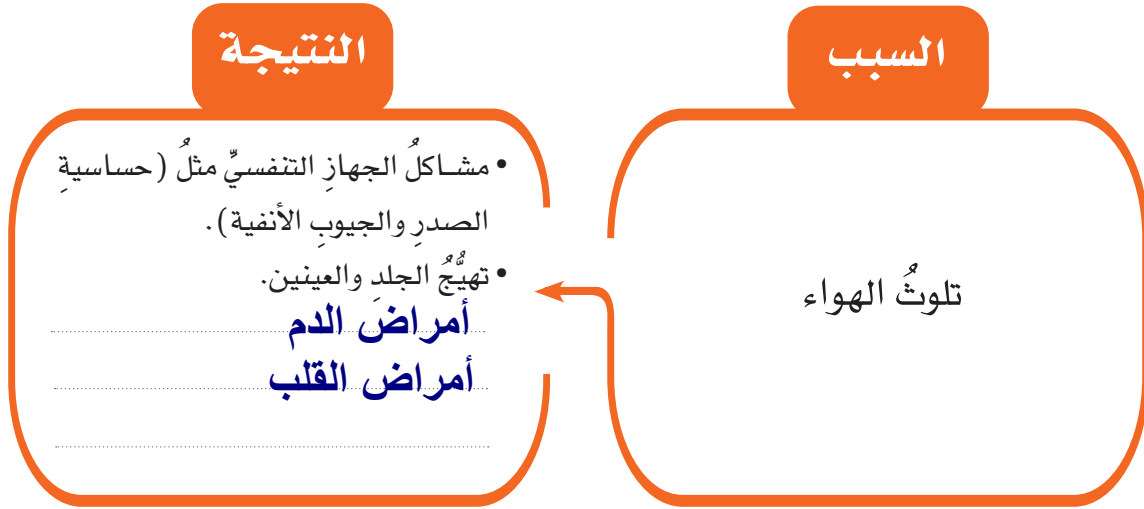 السبب
تلوثُ الهواء
النتيجة
• مشاكلُ الجهازِ التنفسيِّ مثلُ (حساسيةِ
الصدرِ والجيوبِ الأنفية).
• تهيُّجُ الجلدِ والعينين.
أمراض الدم
أمراض القلب